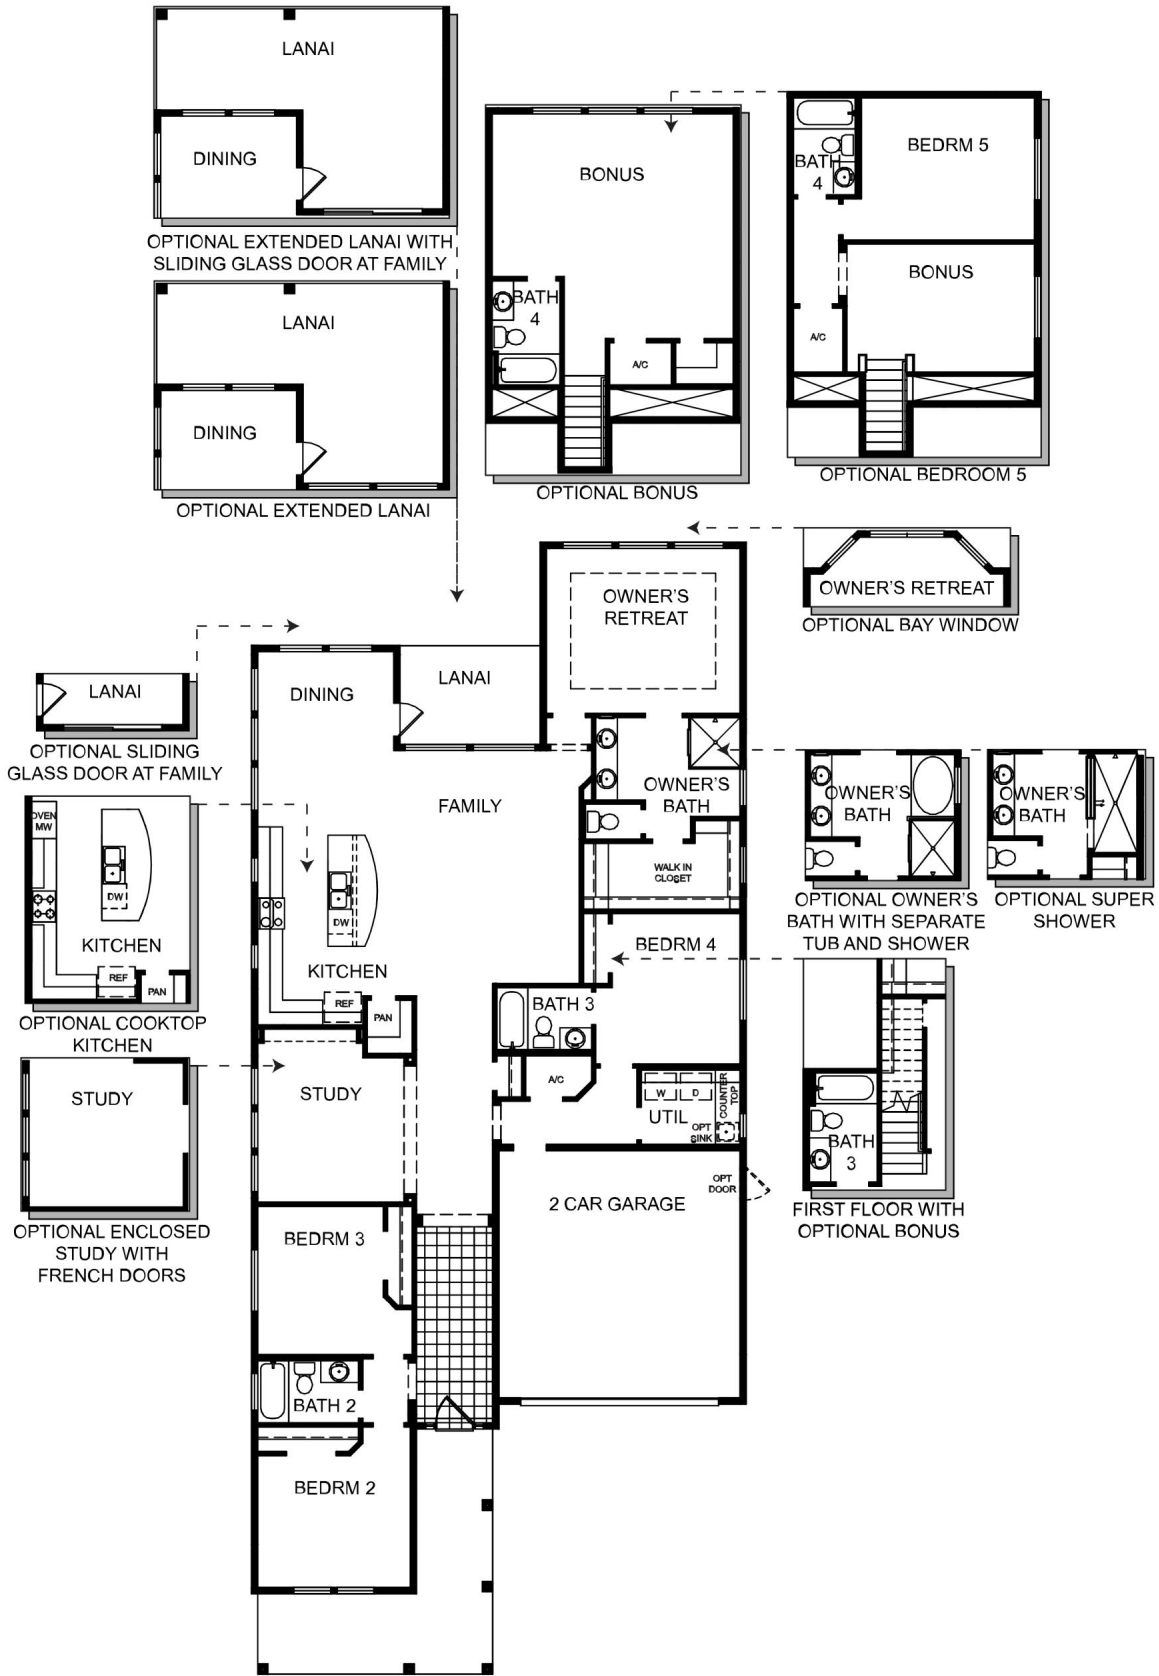 LANAI
DINING
OPTIONAL EXTENDED LANAI WITH
SLIDING GLASS DOOR AT FAMILY
LANAI
DINING
OPTIONAL EXTENDED LANAI
BONUS
BATH
4
A/C
OPTIONAL BONUS
BEDRM 5
BATH
4
BONUS
A/C
OPTIONAL BEDROOM 5
OWNER'S RETREAT
OPTIONAL BAY WINDOW
LANAI
OPTIONAL SLIDING
GLASS DOOR AT FAMILY
OVEN
MW
DW
KITCHEN
REF
PAN
OPTIONAL COOKTOP
KITCHEN
STUDY
OPTIONAL ENCLOSED
STUDY WITH
FRENCH DOORS
OWNER'S
RETREAT
DINING
LANAI
FAMILY
OWNER'S
BATH
WALK IN
CLOSET
DW
KITCHEN
REF
PAN
BEDRM 4
BATH 3
A/C
STUDY
W
D
COUNTER
TOP
UTIL
OPT
SINK
OPT
DOOR
2 CAR GARAGE
BEDRM 3
BATH 2
BEDRM 2
OWNER'S
BATH
OPTIONAL OWNER'S
BATH WITH SEPARATE
TUB AND SHOWER
OWNER'S
BATH
OPTIONAL SUPER
SHOWER
BATH
3
FIRST FLOOR WITH
OPTIONAL BONUS